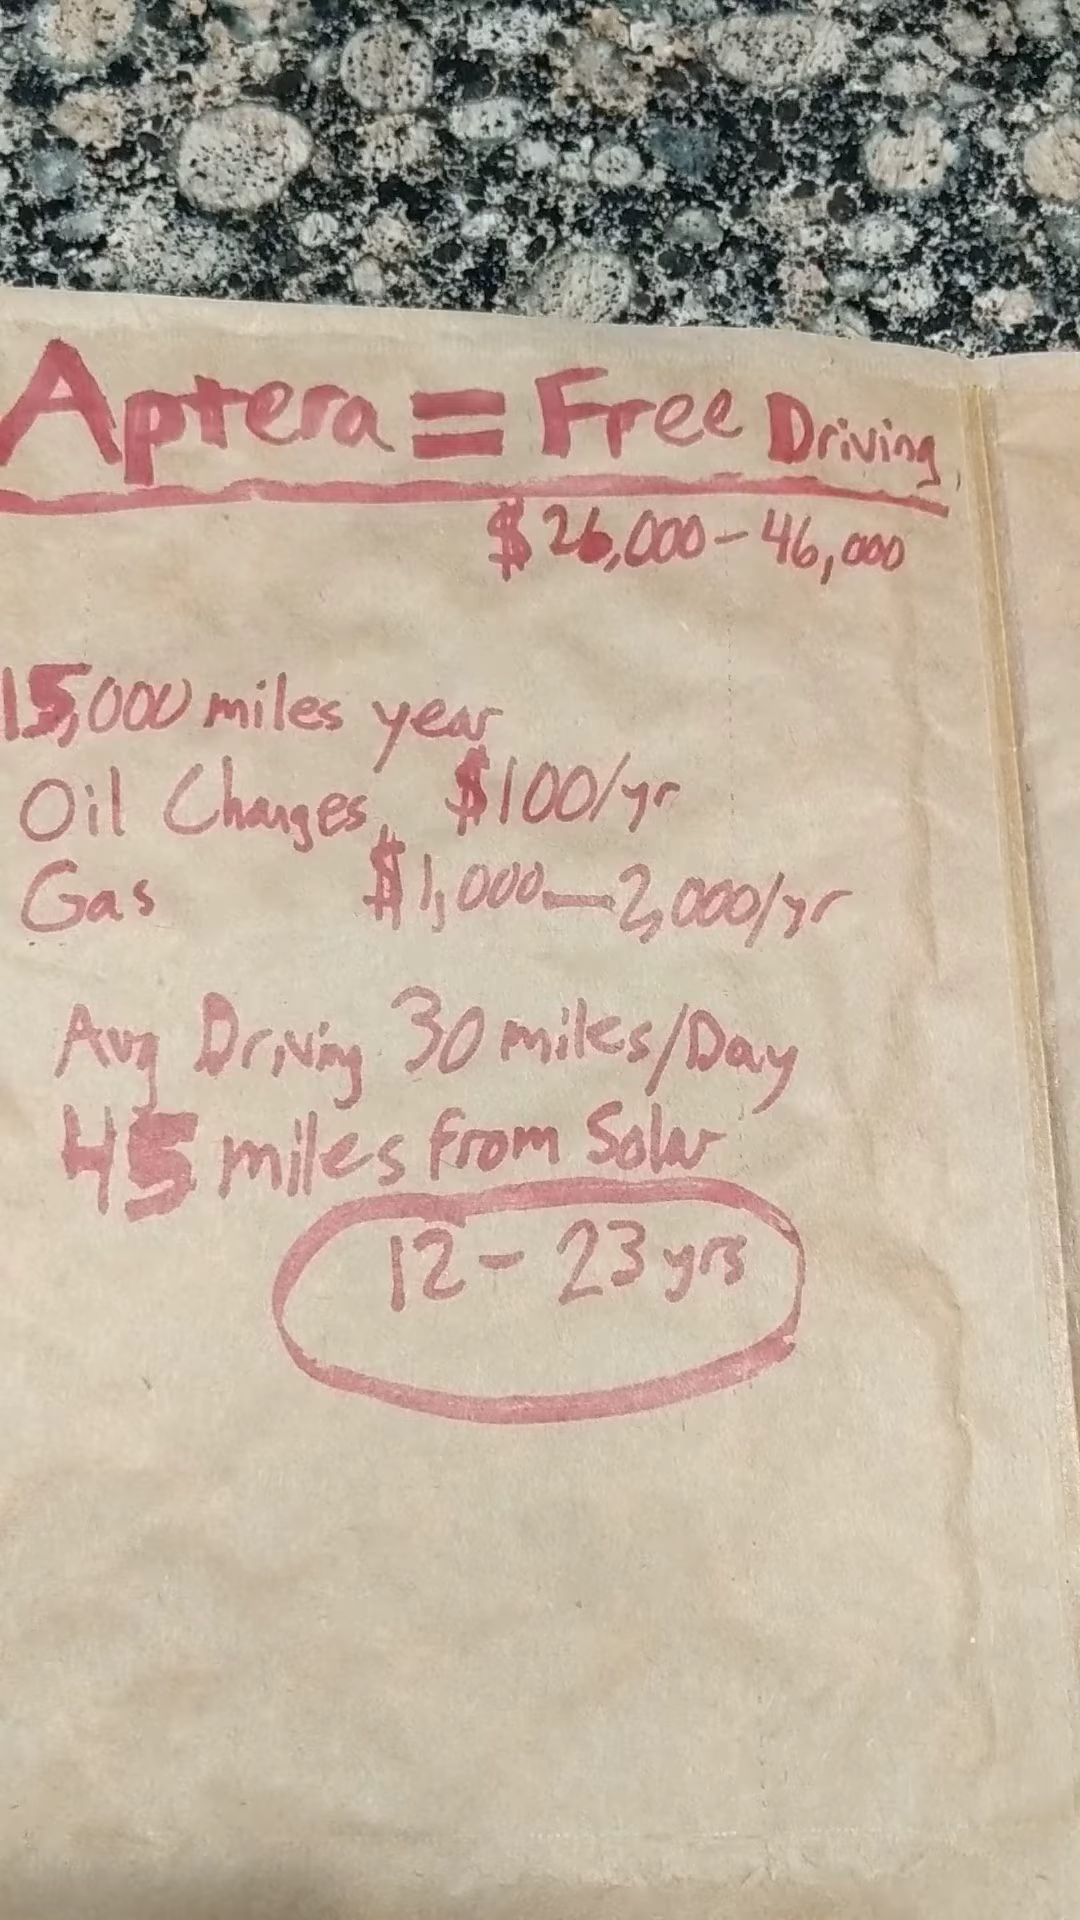 Aptera = Free Driving
$26,000-46,000
15,000 miles year
Oil Changes $100/yr
Gas $1,000-2,000/yr
Avg Driving 30 miles/Day
45 miles from Solar
12-23 yrs